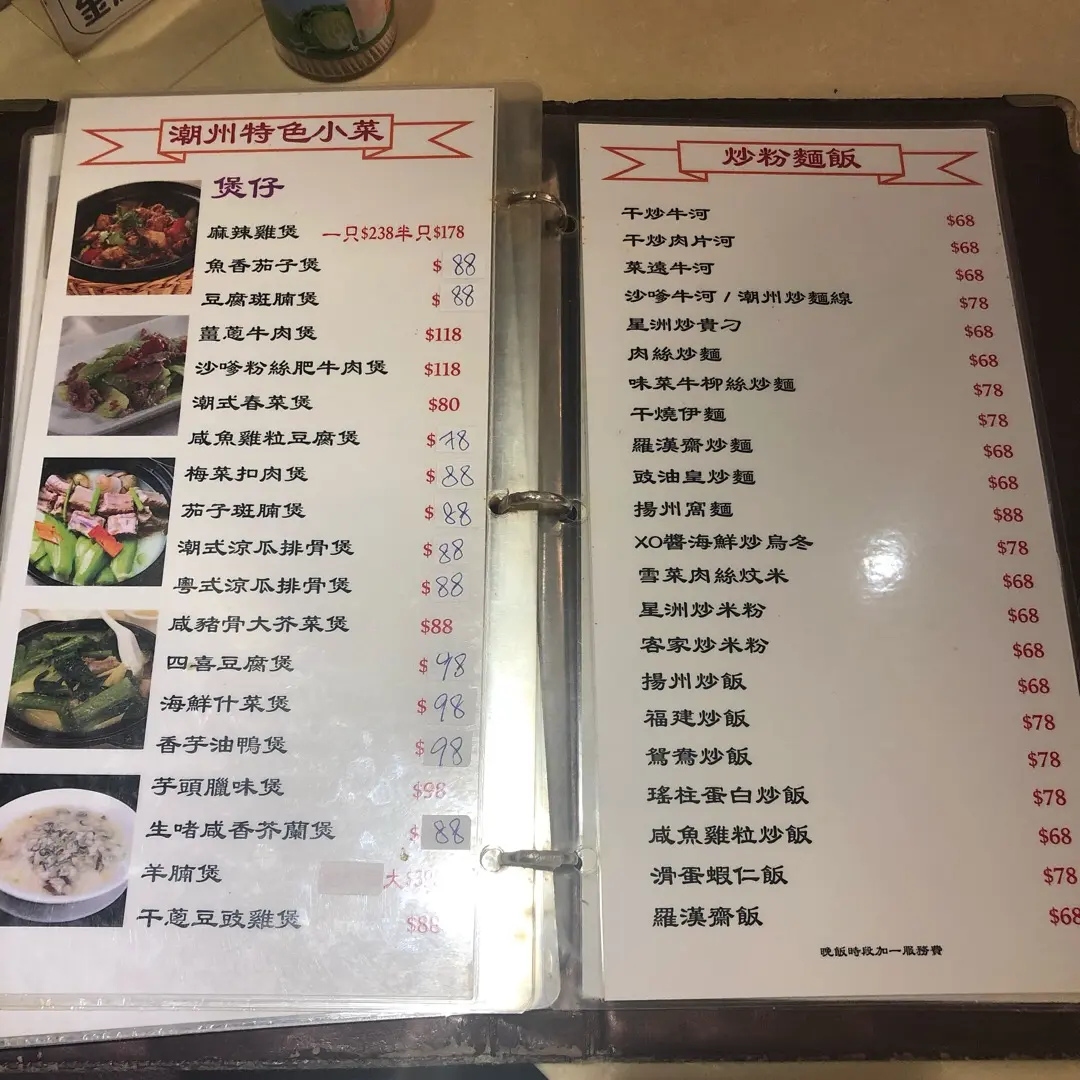 潮州特色小菜
煲仔
麻辣雞煲 一只$238半只$178
魚香茄子煲 $88
豆腐斑腩煲 $88
薑蔥牛肉煲 $118
沙嗲粉絲肥牛肉煲 $118
潮式春菜煲 $80
咸魚雞粒豆腐煲 $78
梅菜扣肉煲 $88
茄子斑腩煲 $88
潮式涼瓜排骨煲 $88
粵式涼瓜排骨煲 $88
咸豬骨大芥菜煲 $88
四喜豆腐煲 $98
海鮮什菜煲 $98
香芋油鴨煲 $98
芋頭臘味煲 $98
生啫咸香芥蘭煲 $88
羊腩煲 大
干蔥豆豉雞煲 $88
炒粉麵飯
干炒牛河 $68
干炒肉片河 $68
菜遠牛河 $68
沙嗲牛河 / 潮州炒麵線 $78
星洲炒貴刁 $68
肉絲炒麵 $68
味菜牛柳絲炒麵 $78
干燒伊麵 $78
羅漢齋炒麵 $68
豉油皇炒麵 $68
揚州窩麵 $88
XO醬海鮮炒烏冬 $78
雪菜肉絲炆米 $68
星洲炒米粉 $68
客家炒米粉 $68
揚州炒飯 $68
福建炒飯 $78
鴛鴦炒飯 $78
瑤柱蛋白炒飯 $78
咸魚雞粒炒飯 $68
滑蛋蝦仁飯 $78
羅漢齋飯 $68
晚飯時段加一服務費